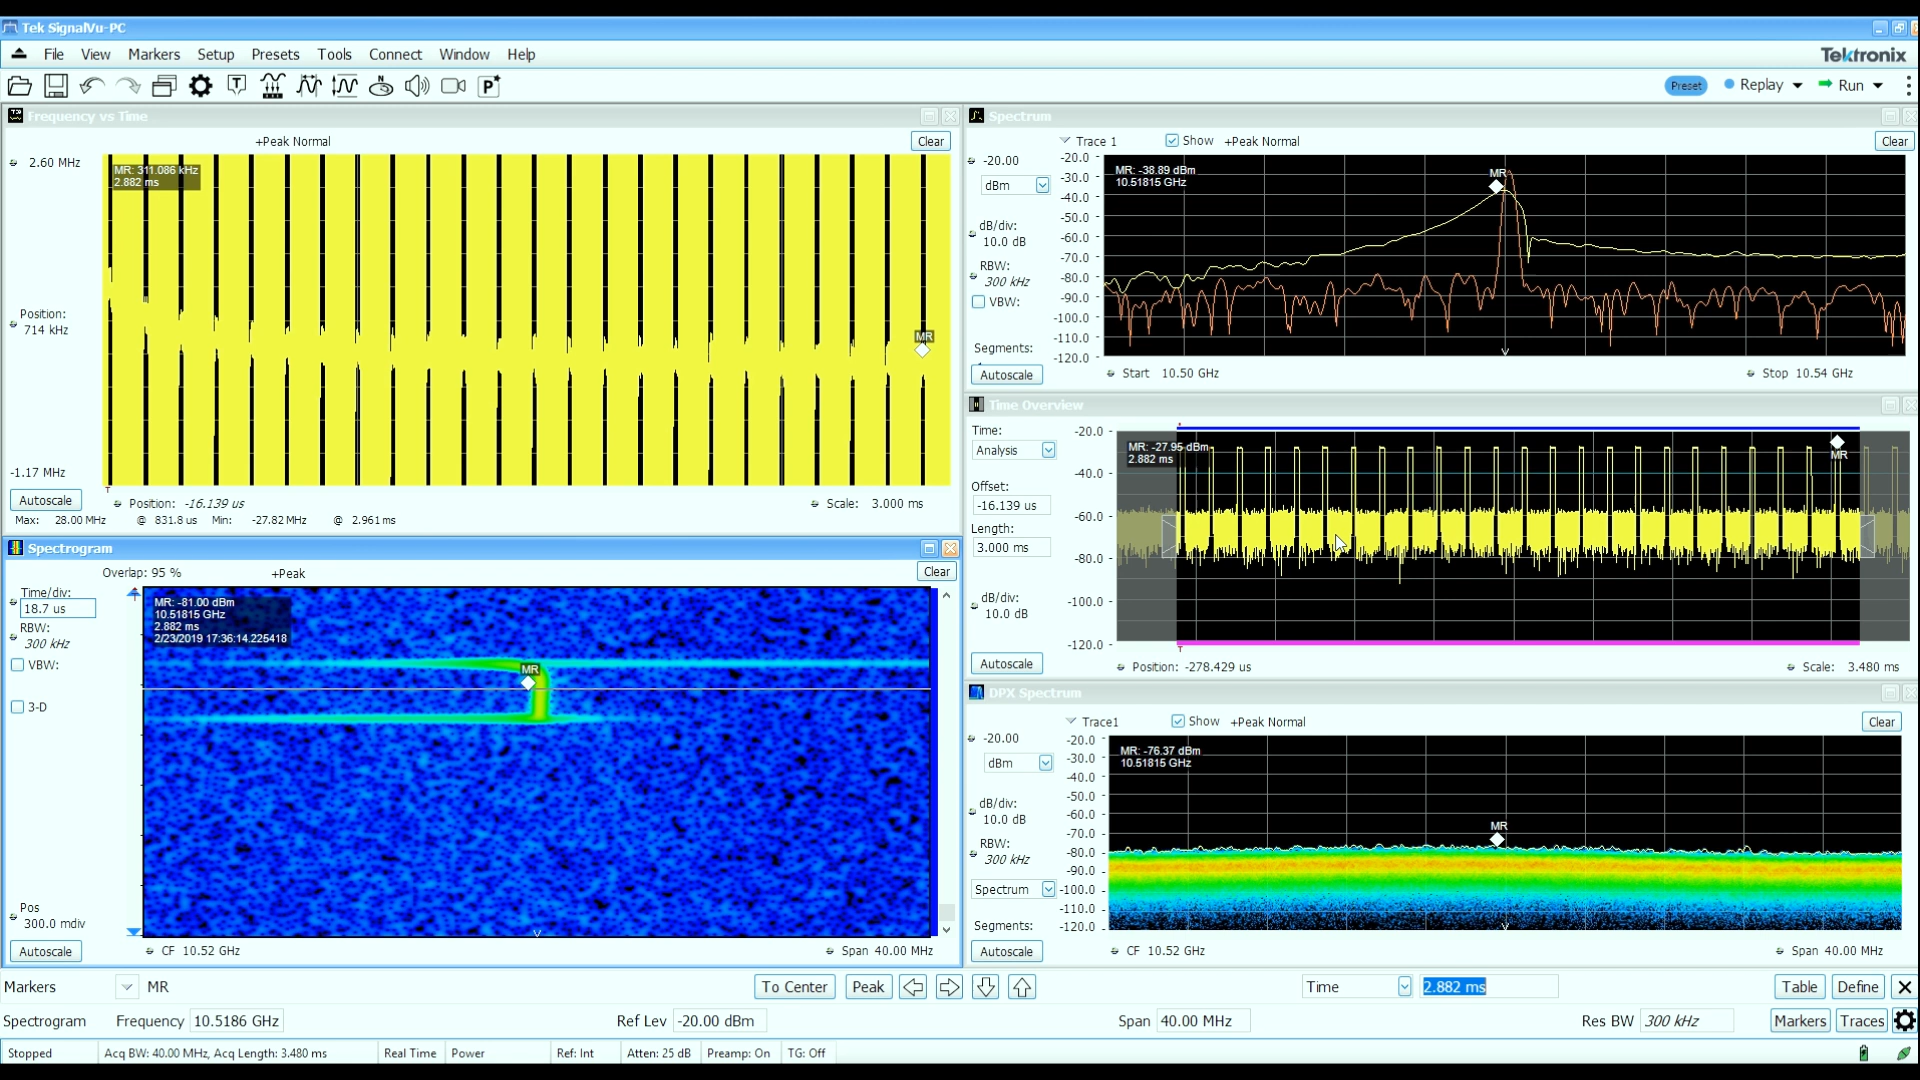 Tek SignalVu-PC
File View Markers Setup Presets Tools Connect Window Help
Tektronix
Preset Replay Run
Frequency vs Time
+Peak Normal
Clear
2.60 MHz
MR: 311.086 kHz
2.882 ms
Position:
714 kHz
MR
-1.17 MHz
Autoscale
Position: -16.139 us
Scale: 3.000 ms
Max: 28.00 MHz @ 831.8 us Min: -27.82 MHz @ 2.961 ms
Spectrum
Trace 1 Show +Peak Normal
Clear
-20.00
dBm
dB/div:
10.0 dB
RBW:
300 kHz
VBW:
Segments:
Autoscale
-20.0
-30.0
-40.0
-50.0
-60.0
-70.0
-80.0
-90.0
-100.0
-110.0
-120.0
MR: -38.89 dBm
10.51815 GHz
MR
Start 10.50 GHz
Stop 10.54 GHz
Time Overview
Time:
Analysis
Offset:
-16.139 us
Length:
3.000 ms
dB/div:
10.0 dB
Autoscale
-20.0
-40.0
-60.0
-80.0
-100.0
-120.0
MR: -27.95 dBm
2.882 ms
MR
T
Position: -278.429 us
Scale: 3.480 ms
Spectrogram
Overlap: 95 %
+Peak
Clear
Time/div:
18.7 us
RBW:
300 kHz
VBW:
3-D
Pos
300.0 mdiv
Autoscale
MR: -81.00 dBm
10.51815 GHz
2.882 ms
2/23/2019 17:36:14.225418
MR
CF 10.52 GHz
Span 40.00 MHz
DPX Spectrum
Trace1 Show +Peak Normal
Clear
-20.00
dBm
dB/div:
10.0 dB
RBW:
300 kHz
Spectrum
Segments:
Autoscale
-20.0
-30.0
-40.0
-50.0
-60.0
-70.0
-80.0
-90.0
-100.0
-110.0
-120.0
MR: -76.37 dBm
10.51815 GHz
MR
CF 10.52 GHz
Span 40.00 MHz
Markers MR To Center Peak Time 2.882 ms Table Define
Spectrogram Frequency 10.5186 GHz Ref Lev -20.00 dBm Span 40.00 MHz Res BW 300 kHz Markers Traces
Stopped Acq BW: 40.00 MHz, Acq Length: 3.480 ms Real Time Power Ref: Int Atten: 25 dB Preamp: On TG: Off